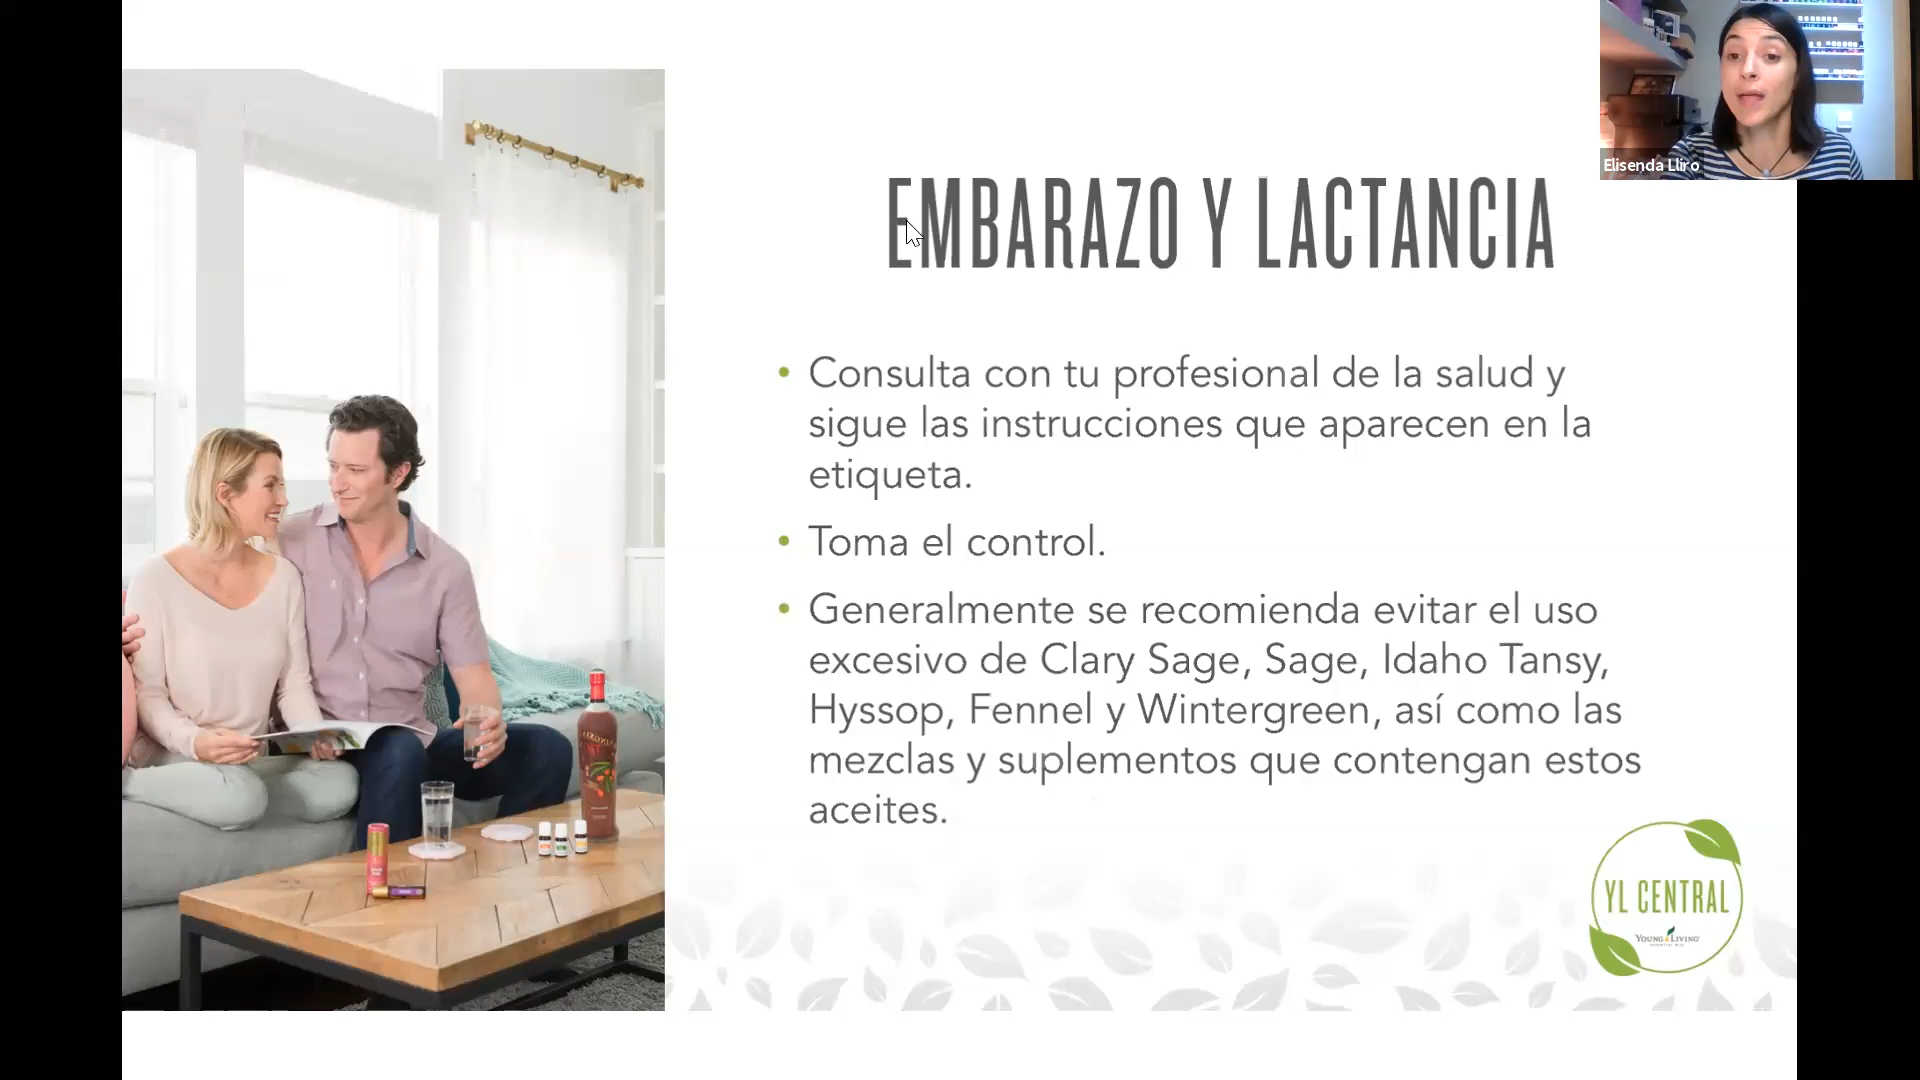 Elisenda Lliro
EMBARAZO Y LACTANCIA
• Consulta con tu profesional de la salud y
sigue las instrucciones que aparecen en la
etiqueta.
• Toma el control.
• Generalmente se recomienda evitar el uso
excesivo de Clary Sage, Sage, Idaho Tansy,
Hyssop, Fennel y Wintergreen, así como las
mezclas y suplementos que contengan estos
aceites.
YL CENTRAL
YOUNG LIVING